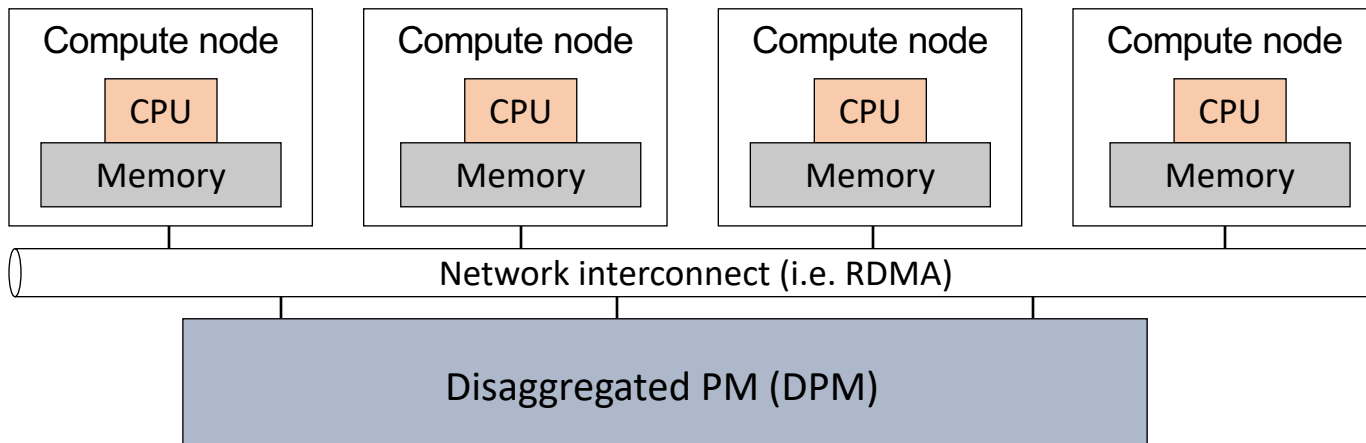 Compute node
CPU
Memory
Compute node
CPU
Memory
Compute node
CPU
Memory
Compute node
CPU
Memory
Network interconnect (i.e. RDMA)
Disaggregated PM (DPM)